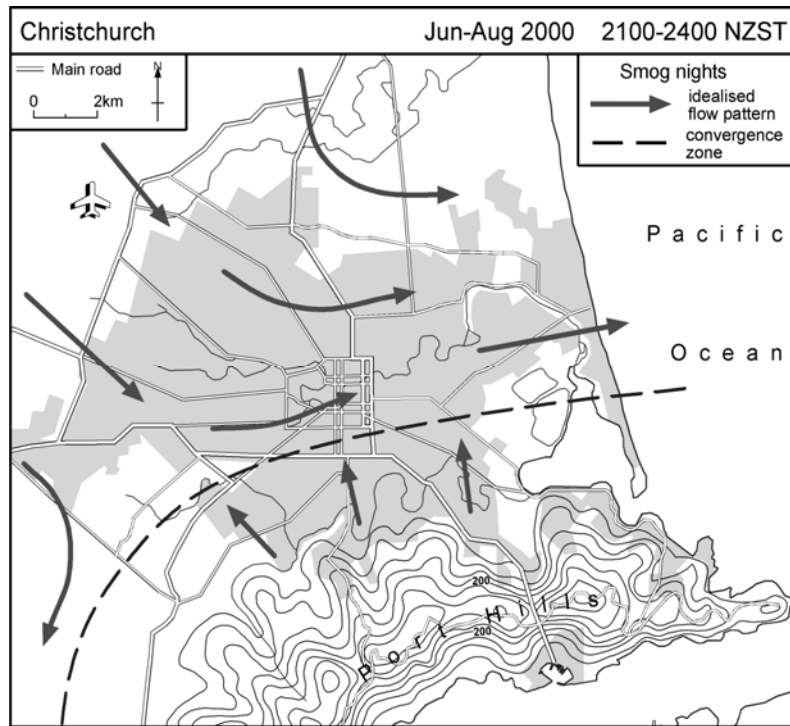 Christchurch Jun-Aug 2000 2100-2400 NZST
Main road
N
0 2km
Smog nights
idealised
flow pattern
convergence
zone
Pacific
Ocean
200
200
Port Hills